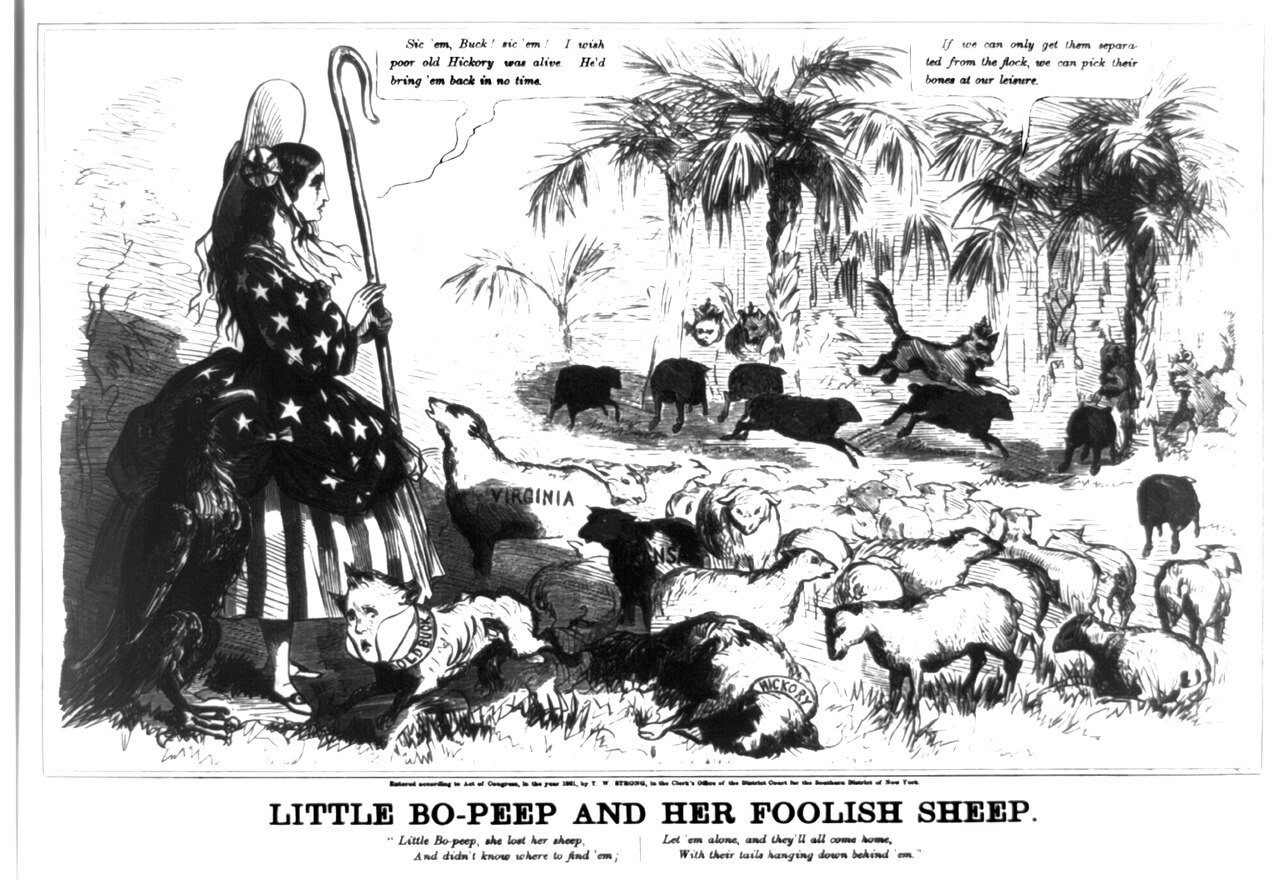 Sic 'em, Buck! sic 'em! I wish
poor old Hickory was alive. He'd
bring 'em back in no time.
If we can only get them separa-
ted from the flock, we can pick their
bones at our leisure.
VIRGINIA
OLD BUCK
HICKORY
Entered according to Act of Congress, in the year 1861, by T. W. STRONG, in the Clerk's Office of the District Court for the Southern District of New York.
LITTLE BO-PEEP AND HER FOOLISH SHEEP.
"Little Bo-peep, she lost her sheep,
And didn't know where to find 'em;
Let 'em alone, and they'll all come home,
With their tails hanging down behind 'em."